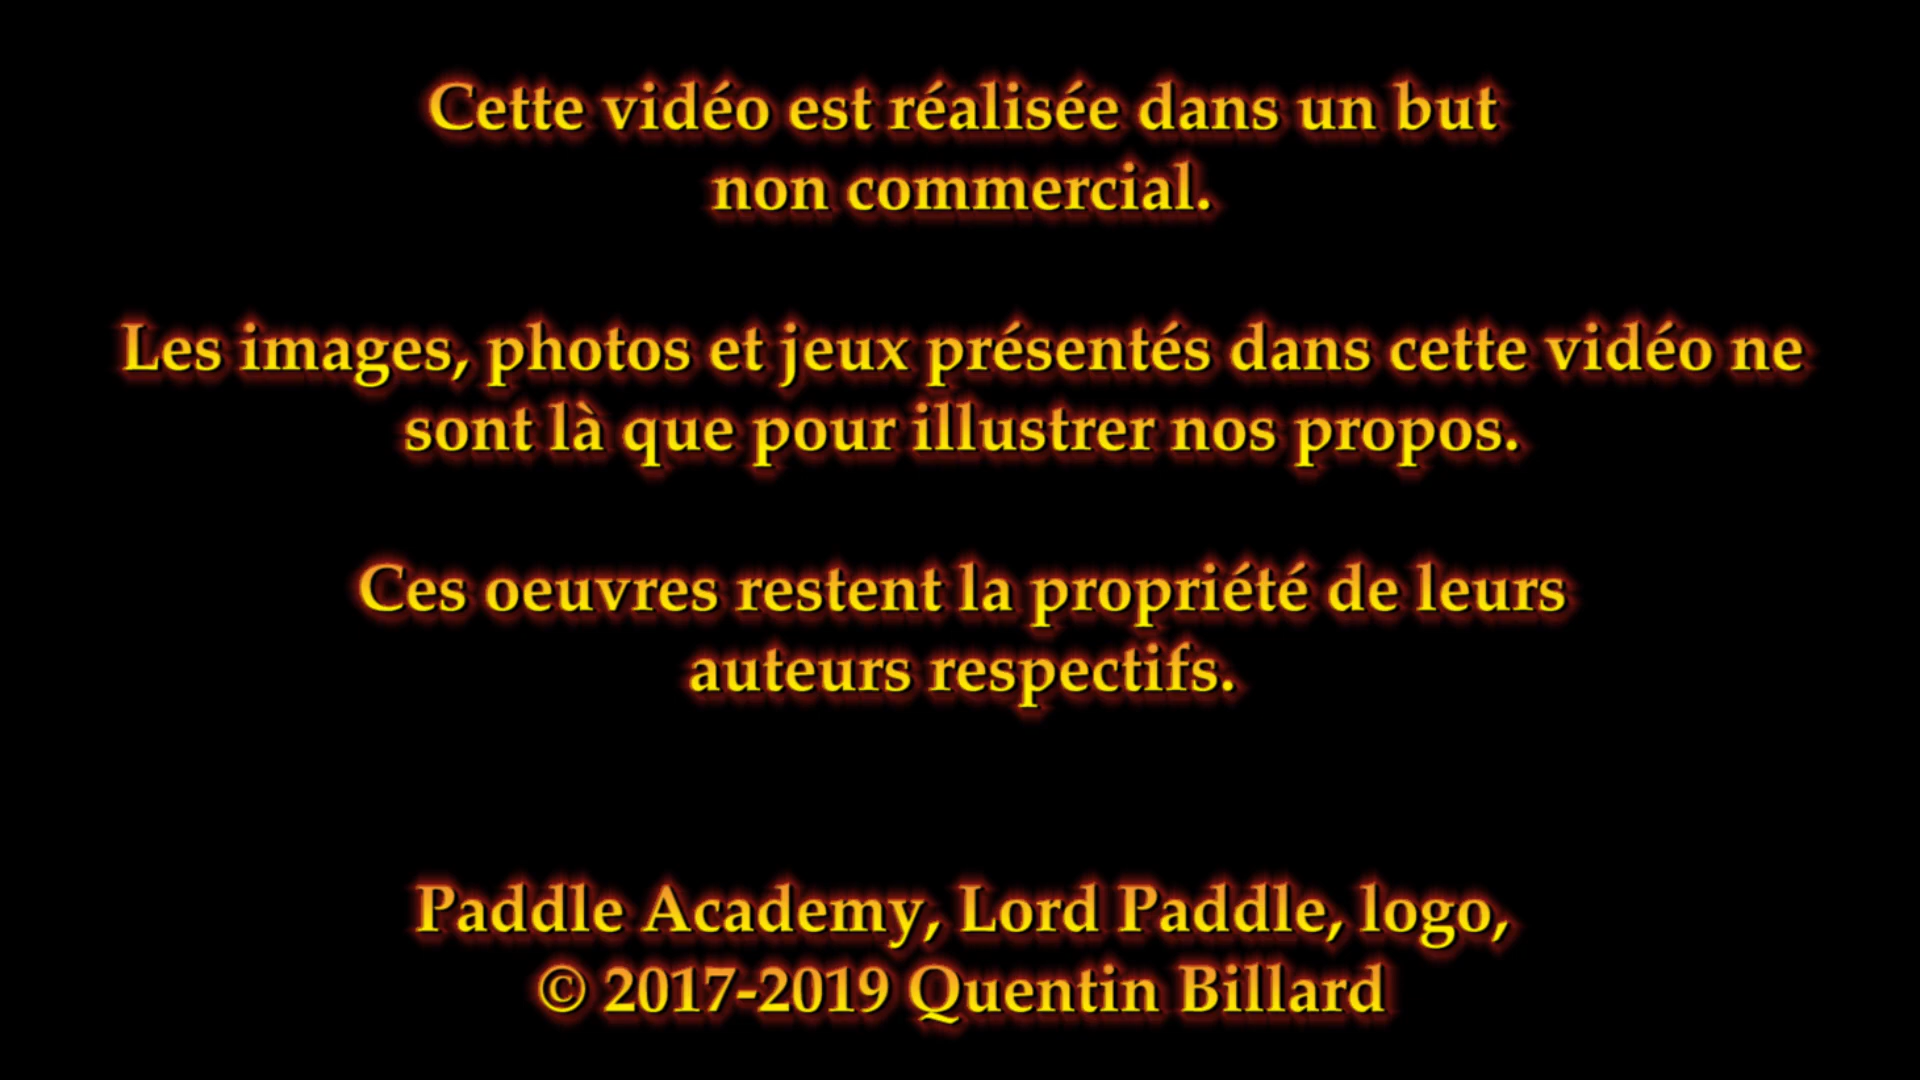 Cette vidéo est réalisée dans un but
non commercial.
Les images, photos et jeux présentés dans cette vidéo ne
sont là que pour illustrer nos propos.
Ces oeuvres restent la propriété de leurs
auteurs respectifs.
Paddle Academy, Lord Paddle, logo,
© 2017-2019 Quentin Billard